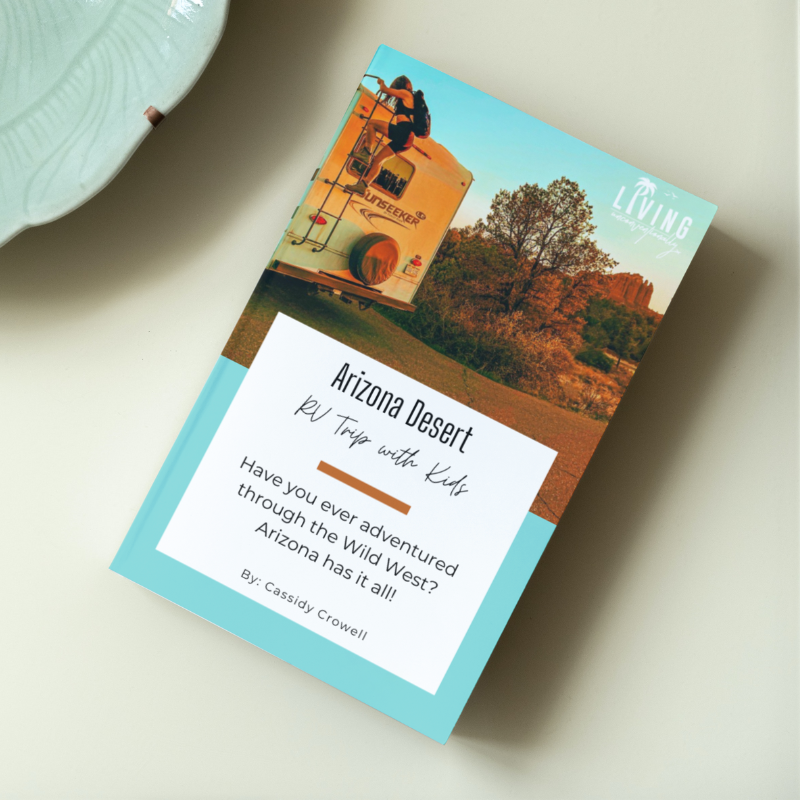 SUNSEEKER
LIVING
Arizona Desert
RV Trip with Kids
Have you ever adventured
through the Wild West?
Arizona has it all!
By: Cassidy Crowell